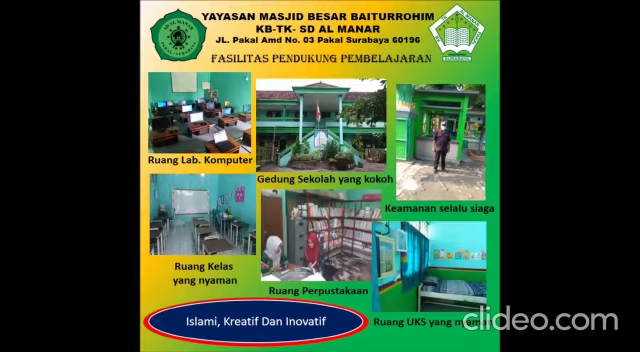 YAYASAN MASJID BESAR BAITURROHIM
KB-TK- SD AL MANAR
JL. Pakal Amd No. 03 Pakal Surabaya 60196
FASILITAS PENDUKUNG PEMBELAJARAN
SURABAYA
Ruang Lab. Komputer
Gedung Sekolah yang kokoh
Keamanan selalu siaga
Ruang Kelas
yang nyaman
Ruang Perpustakaan
Ruang UKS yang nyaman
Islami, Kreatif Dan Inovatif
clideo.com